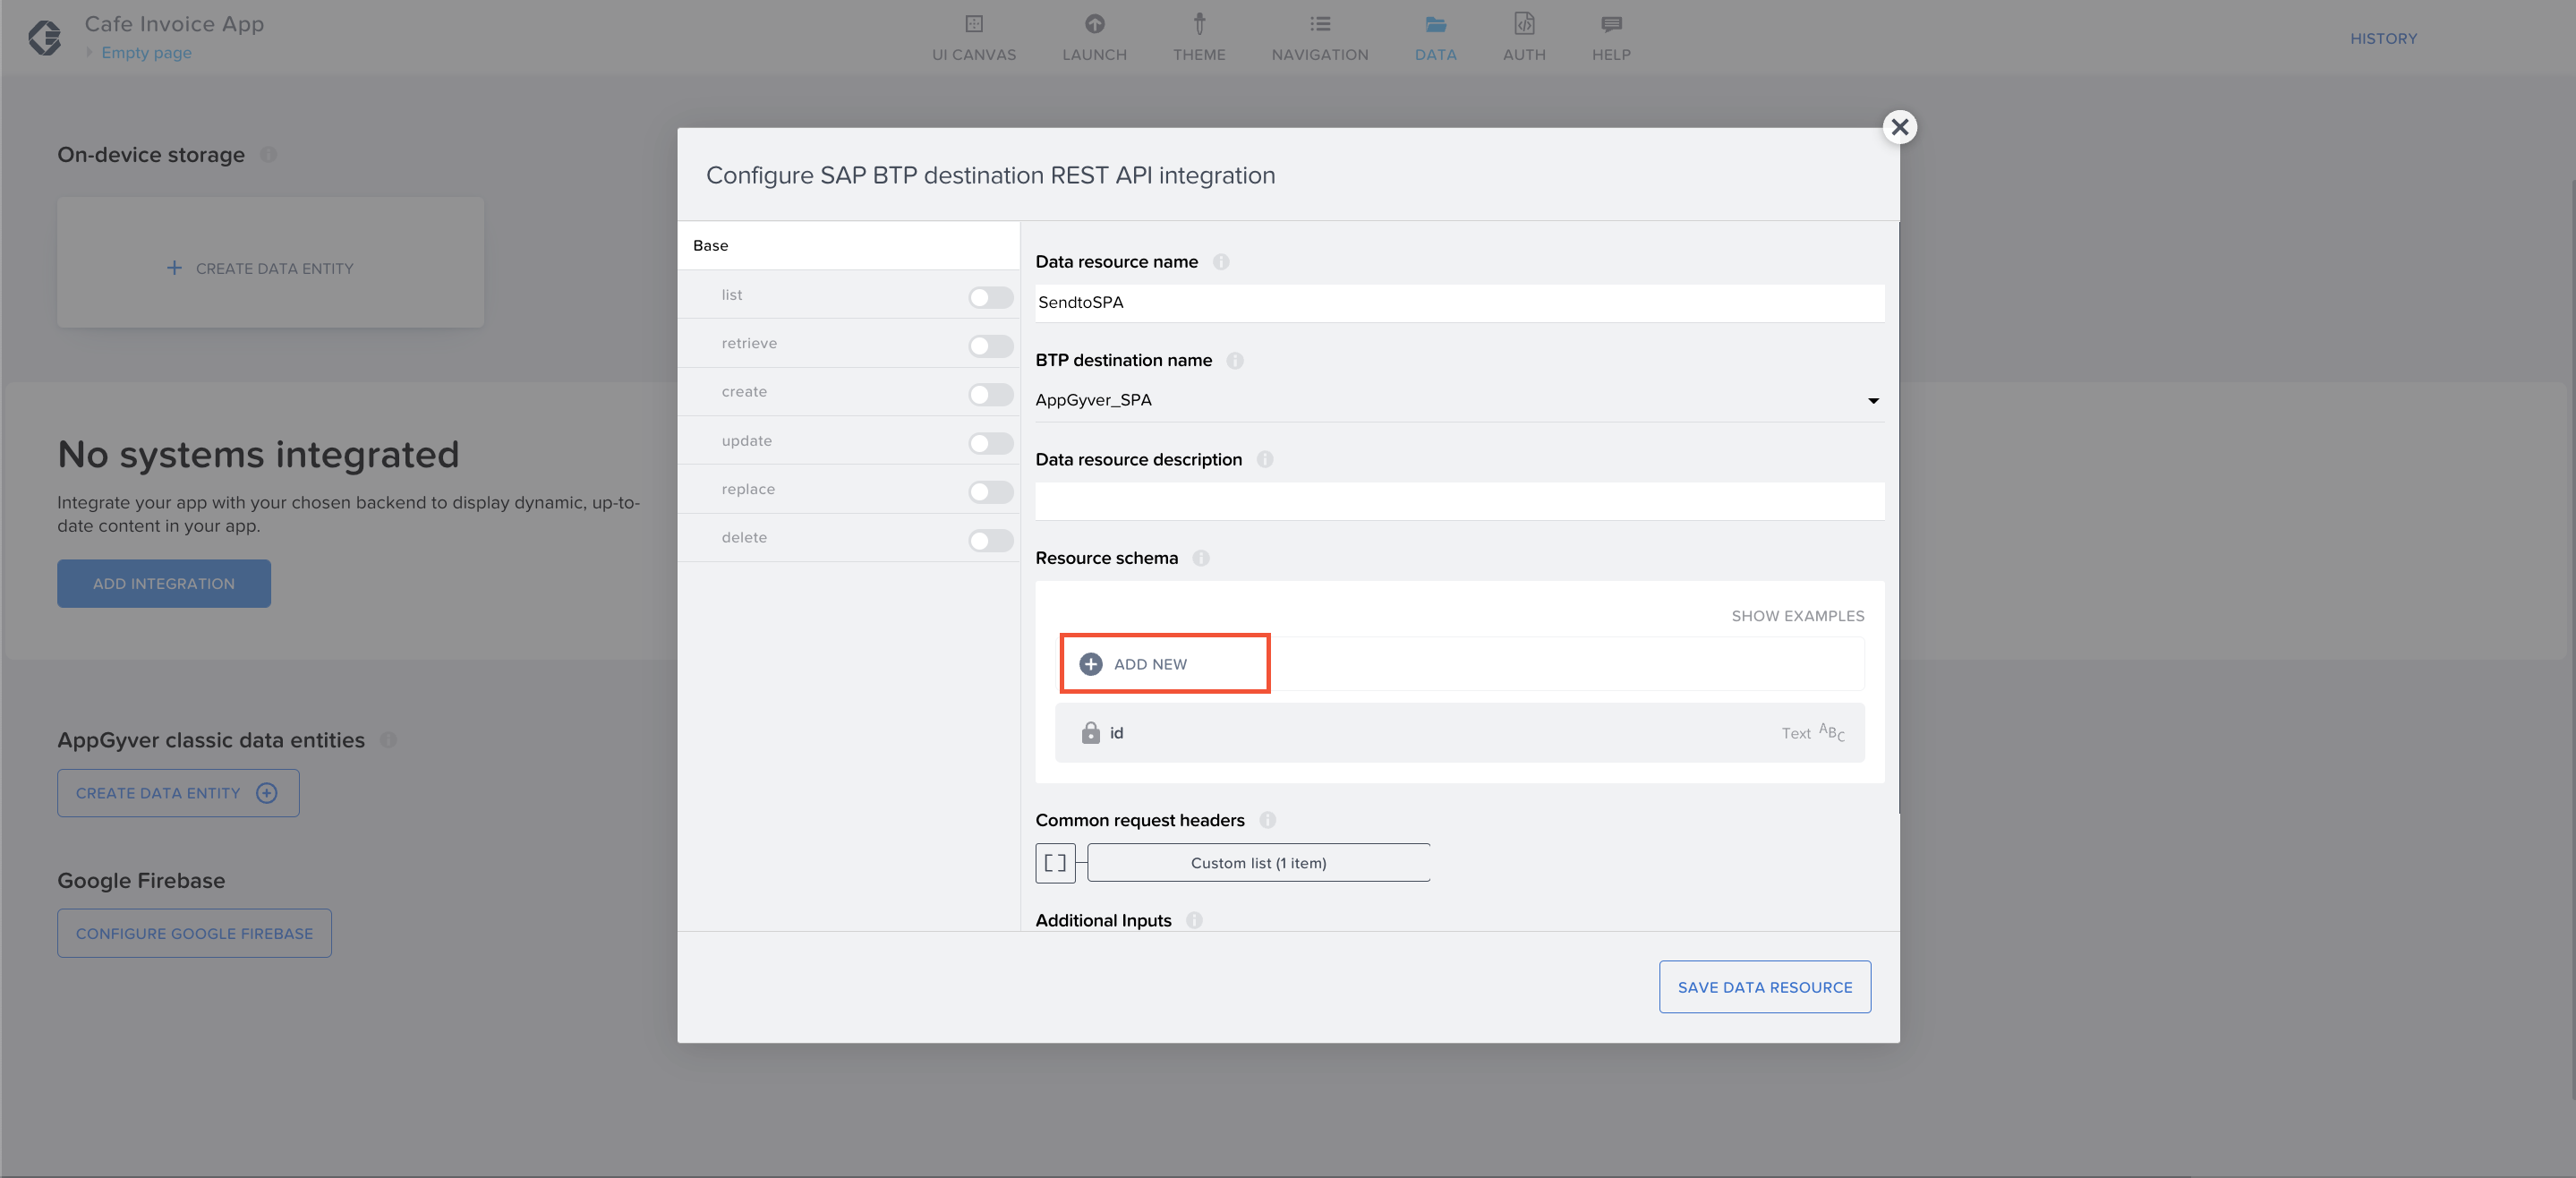 Cafe Invoice App
Empty page
UI CANVAS
LAUNCH
THEME
NAVIGATION
DATA
AUTH
HELP
HISTORY
On-device storage
CREATE DATA ENTITY
No systems integrated
Integrate your app with your chosen backend to display dynamic, up-to-
date content in your app.
ADD INTEGRATION
AppGyver classic data entities
CREATE DATA ENTITY
Google Firebase
CONFIGURE GOOGLE FIREBASE
Configure SAP BTP destination REST API integration
Base
list
retrieve
create
update
replace
delete
Data resource name
SendtoSPA
BTP destination name
AppGyver_SPA
Data resource description
Resource schema
SHOW EXAMPLES
ADD NEW
id
Text ABC
Common request headers
[ ]
Custom list (1 item)
Additional Inputs
SAVE DATA RESOURCE